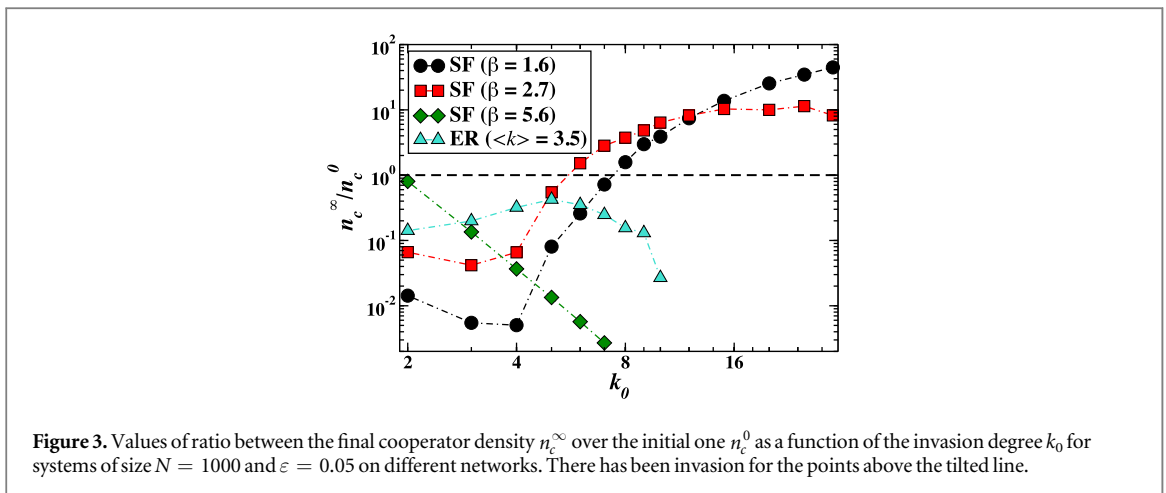 10^2
10^1
10^0
10^-1
10^-2
n_c^∞/n_c^0
SF (β = 1.6)
SF (β = 2.7)
SF (β = 5.6)
ER (<k> = 3.5)
2 4 8 16
k_0
Figure 3. Values of ratio between the final cooperator density n_c^∞ over the initial one n_c^0 as a function of the invasion degree k_0 for
systems of size N = 1000 and ε = 0.05 on different networks. There has been invasion for the points above the tilted line.